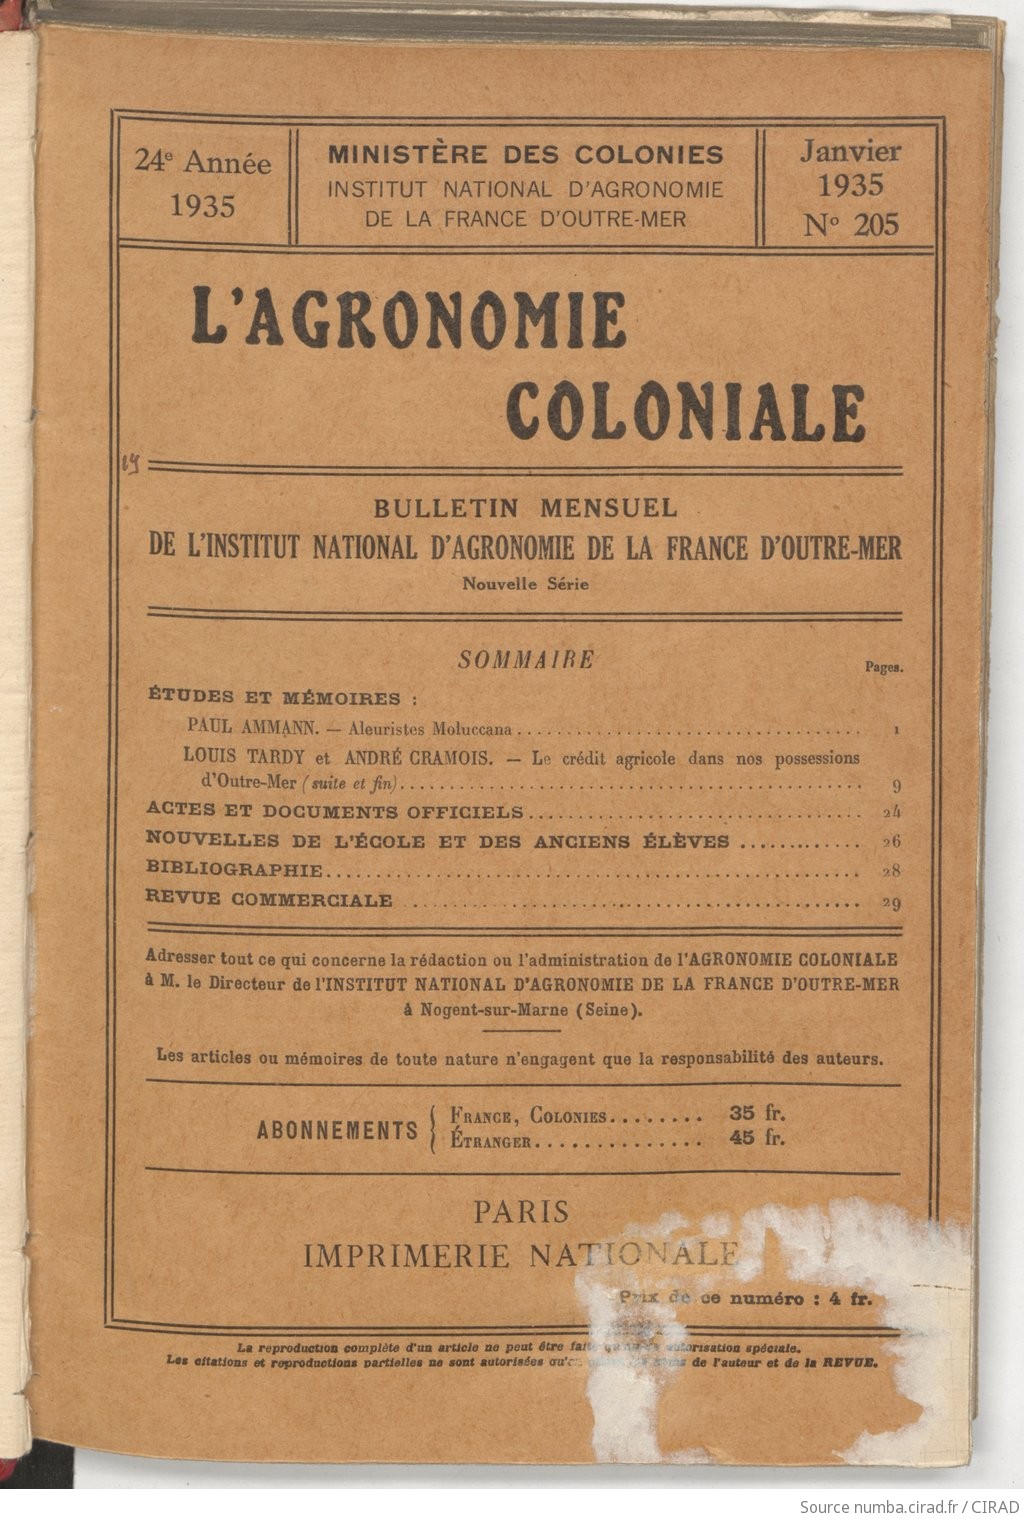 24e Année
1935
MINISTÈRE DES COLONIES
INSTITUT NATIONAL D'AGRONOMIE
DE LA FRANCE D'OUTRE-MER
Janvier
1935
N° 205
L'AGRONOMIE
COLONIALE
BULLETIN MENSUEL
DE L'INSTITUT NATIONAL D'AGRONOMIE DE LA FRANCE D'OUTRE-MER
Nouvelle Série
SOMMAIRE
Pages.
ÉTUDES ET MÉMOIRES :
PAUL AMMANN. — Aleuristes Moluccana ........ 1
LOUIS TARDY et ANDRÉ CRAMOIS. — Le crédit agricole dans nos possessions
d'Outre-Mer (suite et fin) ........ 9
ACTES ET DOCUMENTS OFFICIELS ........ 24
NOUVELLES DE L'ÉCOLE ET DES ANCIENS ÉLÈVES ........ 26
BIBLIOGRAPHIE ........ 28
REVUE COMMERCIALE ........ 29
Adresser tout ce qui concerne la rédaction ou l'administration de l'AGRONOMIE COLONIALE
à M. le Directeur de l'INSTITUT NATIONAL D'AGRONOMIE DE LA FRANCE D'OUTRE-MER
à Nogent-sur-Marne (Seine).
Les articles ou mémoires de toute nature n'engagent que la responsabilité des auteurs.
ABONNEMENTS
FRANCE, COLONIES ........ 35 fr.
ÉTRANGER ........ 45 fr.
PARIS
IMPRIMERIE NATIONALE
Prix de ce numéro : 4 fr.
La reproduction complète d'un article ne peut être autorisation spéciale.
Les citations et reproductions partielles ne sont autorisées de l'auteur et de la REVUE.
Source numba.cirad.fr / CIRAD